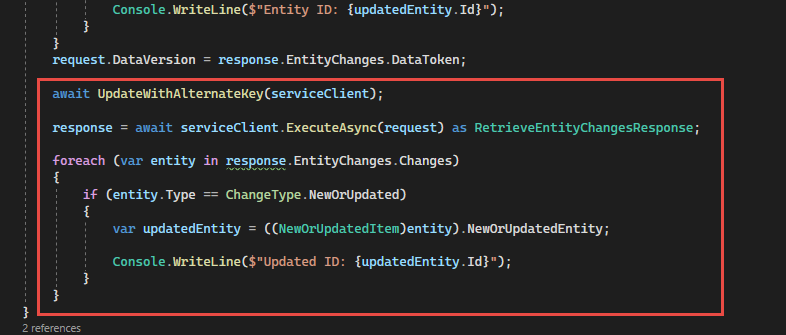 Console.WriteLine($"Entity ID: {updatedEntity.Id}");
}
}
request.DataVersion = response.EntityChanges.DataToken;
await UpdateWithAlternateKey(serviceClient);
response = await serviceClient.ExecuteAsync(request) as RetrieveEntityChangesResponse;
foreach (var entity in response.EntityChanges.Changes)
{
if (entity.Type == ChangeType.NewOrUpdated)
{
var updatedEntity = ((NewOrUpdatedItem)entity).NewOrUpdatedEntity;
Console.WriteLine($"Updated ID: {updatedEntity.Id}");
}
}
}
2 references